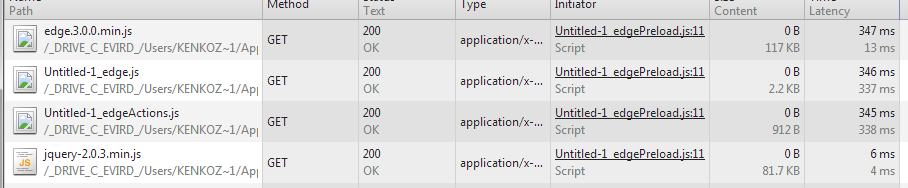 Name Method Status Type Initiator Size Time
Path Text Content Latency
edge.3.0.0.min.js GET 200 application/x-... Untitled-1_edgePreload.js:11 0 B 347 ms
/_DRIVE_C_EVIRD_/Users/KENKOZ~1/App OK Script 117 KB 13 ms
Untitled-1_edge.js GET 200 application/x-... Untitled-1_edgePreload.js:11 0 B 346 ms
/_DRIVE_C_EVIRD_/Users/KENKOZ~1/App OK Script 2.2 KB 337 ms
Untitled-1_edgeActions.js GET 200 application/x-... Untitled-1_edgePreload.js:11 0 B 345 ms
/_DRIVE_C_EVIRD_/Users/KENKOZ~1/App OK Script 912 B 338 ms
JS jquery-2.0.3.min.js GET 200 application/x-... Untitled-1_edgePreload.js:11 0 B 6 ms
/_DRIVE_C_EVIRD_/Users/KENKOZ~1/App OK Script 81.7 KB 4 ms